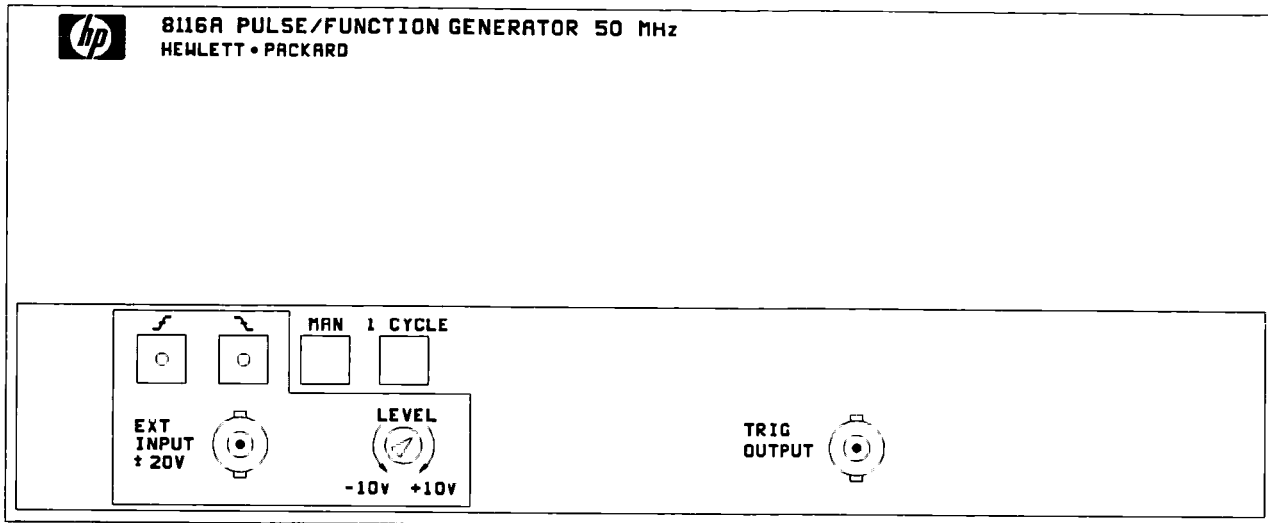 hp
8116A PULSE/FUNCTION GENERATOR 50 MHz
HEWLETT • PACKARD
MAN
1 CYCLE
EXT
INPUT
± 20V
LEVEL
-10V +10V
TRIG
OUTPUT